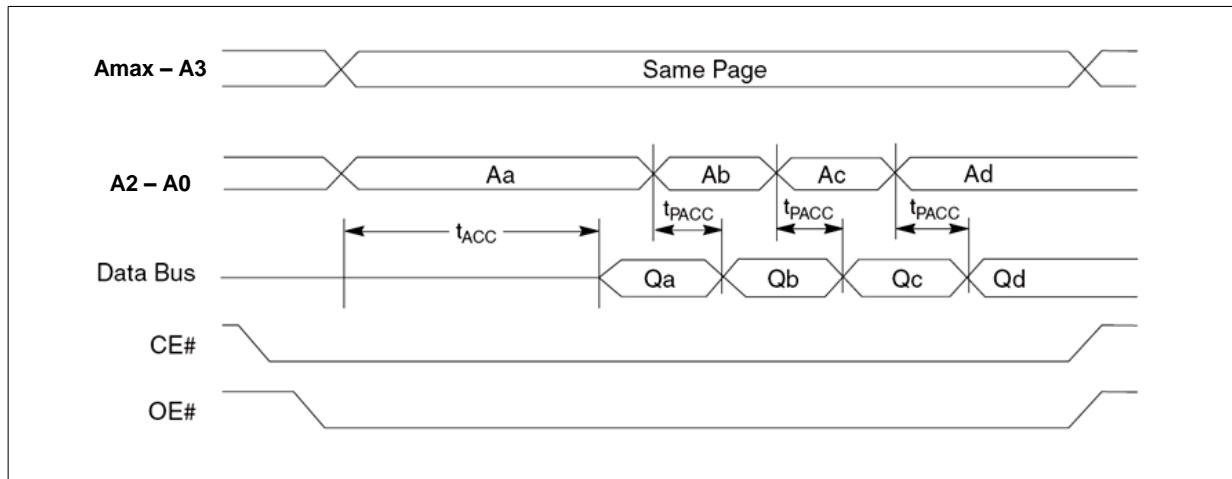 Amax – A3
Same Page
A2 – A0
Aa
Ab
Ac
Ad
tACC
tPACC
tPACC
tPACC
Data Bus
Qa
Qb
Qc
Qd
CE#
OE#